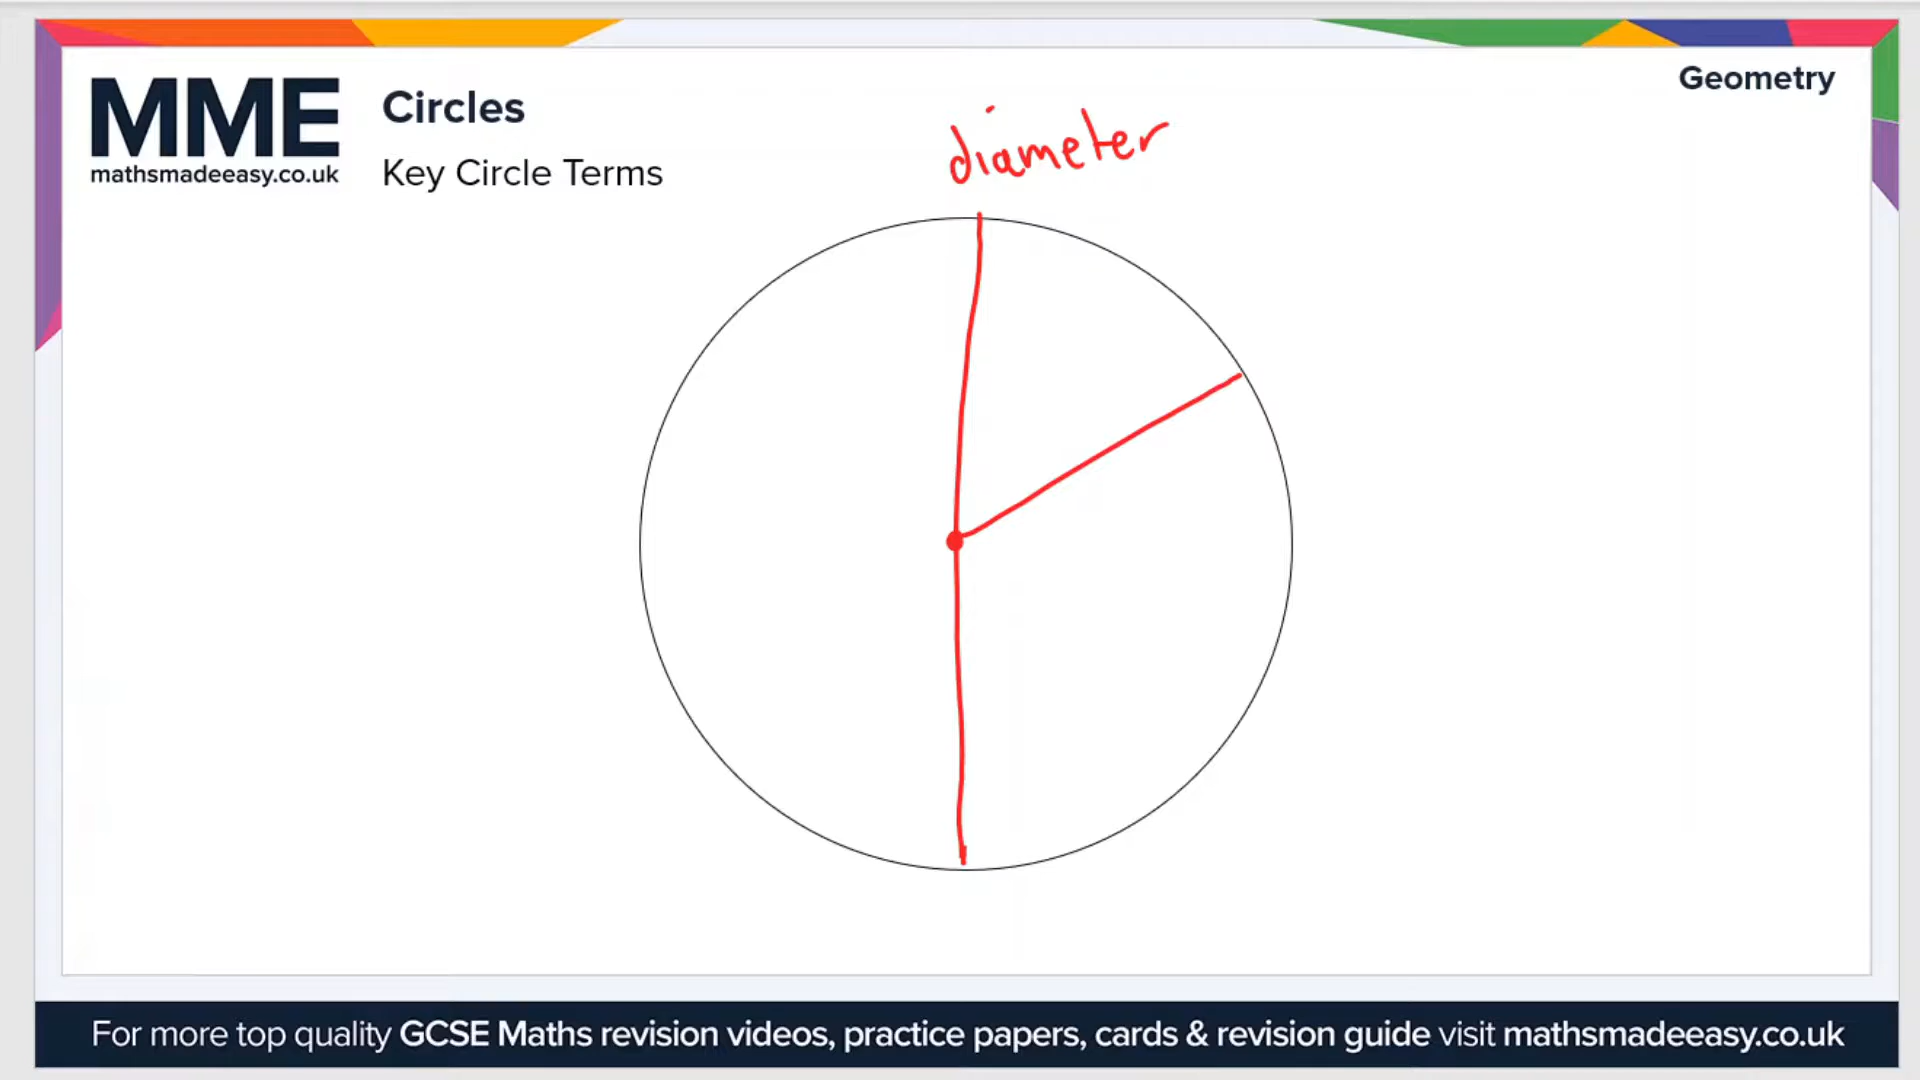 MME
mathsmadeeasy.co.uk
Circles
Key Circle Terms
Geometry
diameter
For more top quality GCSE Maths revision videos, practice papers, cards & revision guide visit mathsmadeeasy.co.uk